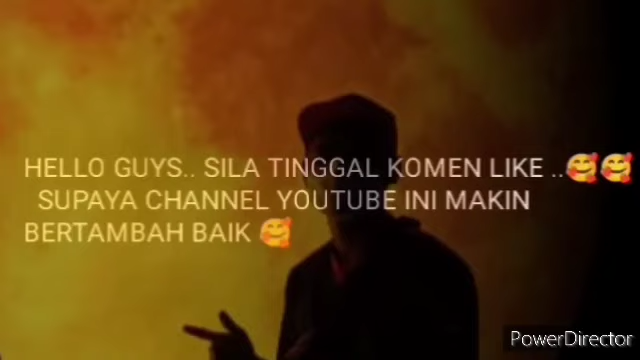 HELLO GUYS.. SILA TINGGAL KOMEN LIKE ..🥰🥰
SUPAYA CHANNEL YOUTUBE INI MAKIN
BERTAMBAH BAIK 🥰
PowerDirector